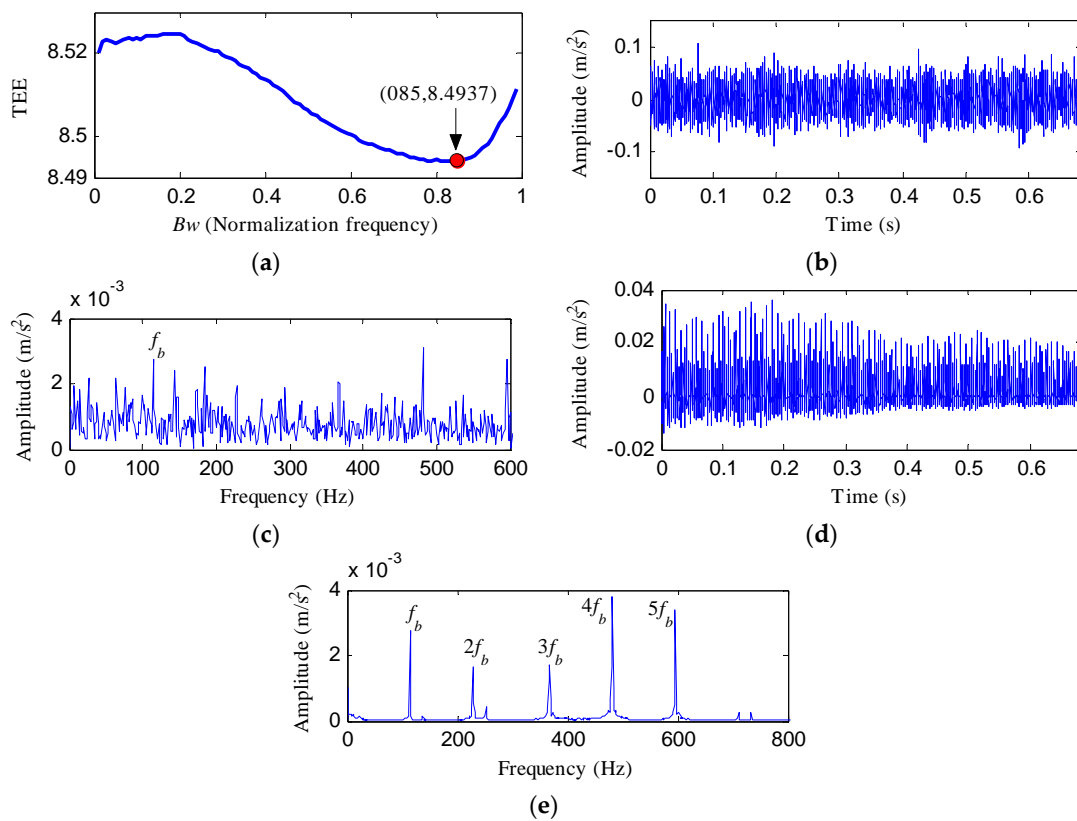 8.52
8.5
8.49
TEE
(085,8.4937)
0 0.2 0.4 0.6 0.8 1
Bw (Normalization frequency)
(a)
0.1
0
-0.1
Amplitude (m/s²)
0 0.1 0.2 0.3 0.4 0.5 0.6
Time (s)
(b)
x 10⁻³
4
2
0
Amplitude (m/s²)
f_b
0 100 200 300 400 500 600
Frequency (Hz)
(c)
0.04
0.02
0
-0.02
Amplitude (m/s²)
0 0.1 0.2 0.3 0.4 0.5 0.6
Time (s)
(d)
x 10⁻³
4
2
0
Amplitude (m/s²)
f_b 2f_b 3f_b 4f_b 5f_b
0 200 400 600 800
Frequency (Hz)
(e)